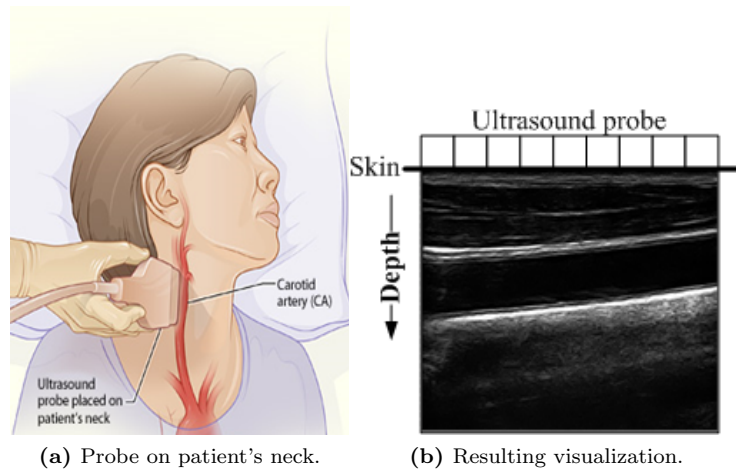 Carotid
artery (CA)
Ultrasound
probe placed on
patient's neck
(a) Probe on patient's neck.
Ultrasound probe
Skin
Depth
(b) Resulting visualization.